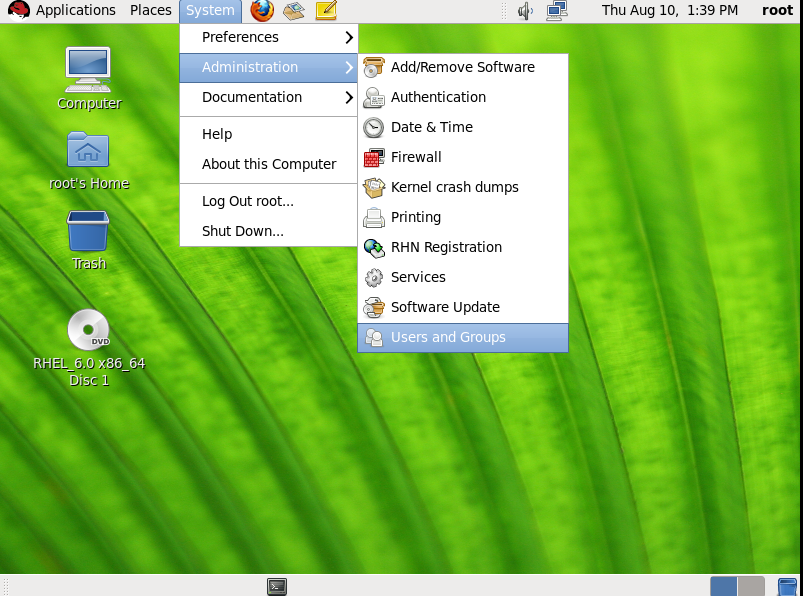 Applications Places System Thu Aug 10, 1:39 PM root
Preferences
Administration
Documentation
Help
About this Computer
Log Out root...
Shut Down...
Add/Remove Software
Authentication
Date & Time
Firewall
Kernel crash dumps
Printing
RHN Registration
Services
Software Update
Users and Groups
Computer
root's Home
Trash
DVD
RHEL_6.0 x86_64
Disc 1